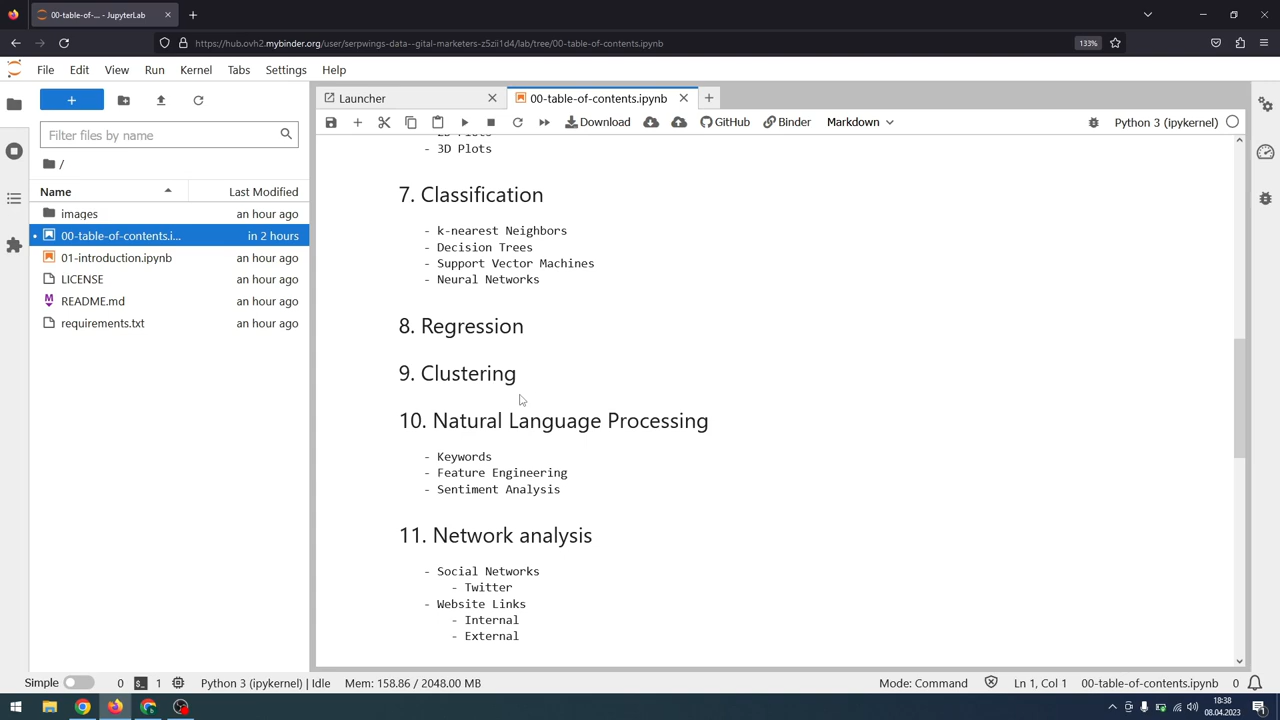 00-table-of-... - JupyterLab
https://hub.ovh2.mybinder.org/user/serpwings-data--gital-marketers-z5zii1d4/lab/tree/00-table-of-contents.ipynb
133%
File Edit View Run Kernel Tabs Settings Help
Filter files by name
/
Name Last Modified
images an hour ago
00-table-of-contents.i... in 2 hours
01-introduction.ipynb an hour ago
LICENSE an hour ago
README.md an hour ago
requirements.txt an hour ago
Launcher
00-table-of-contents.ipynb
Download GitHub Binder Markdown Python 3 (ipykernel)
- 2D Plots
- 3D Plots
7. Classification
- k-nearest Neighbors
- Decision Trees
- Support Vector Machines
- Neural Networks
8. Regression
9. Clustering
10. Natural Language Processing
- Keywords
- Feature Engineering
- Sentiment Analysis
11. Network analysis
- Social Networks
- Twitter
- Website Links
- Internal
- External
Simple 0 1 Python 3 (ipykernel) | Idle Mem: 158.86 / 2048.00 MB Mode: Command Ln 1, Col 1 00-table-of-contents.ipynb 0
18:38
08.04.2023